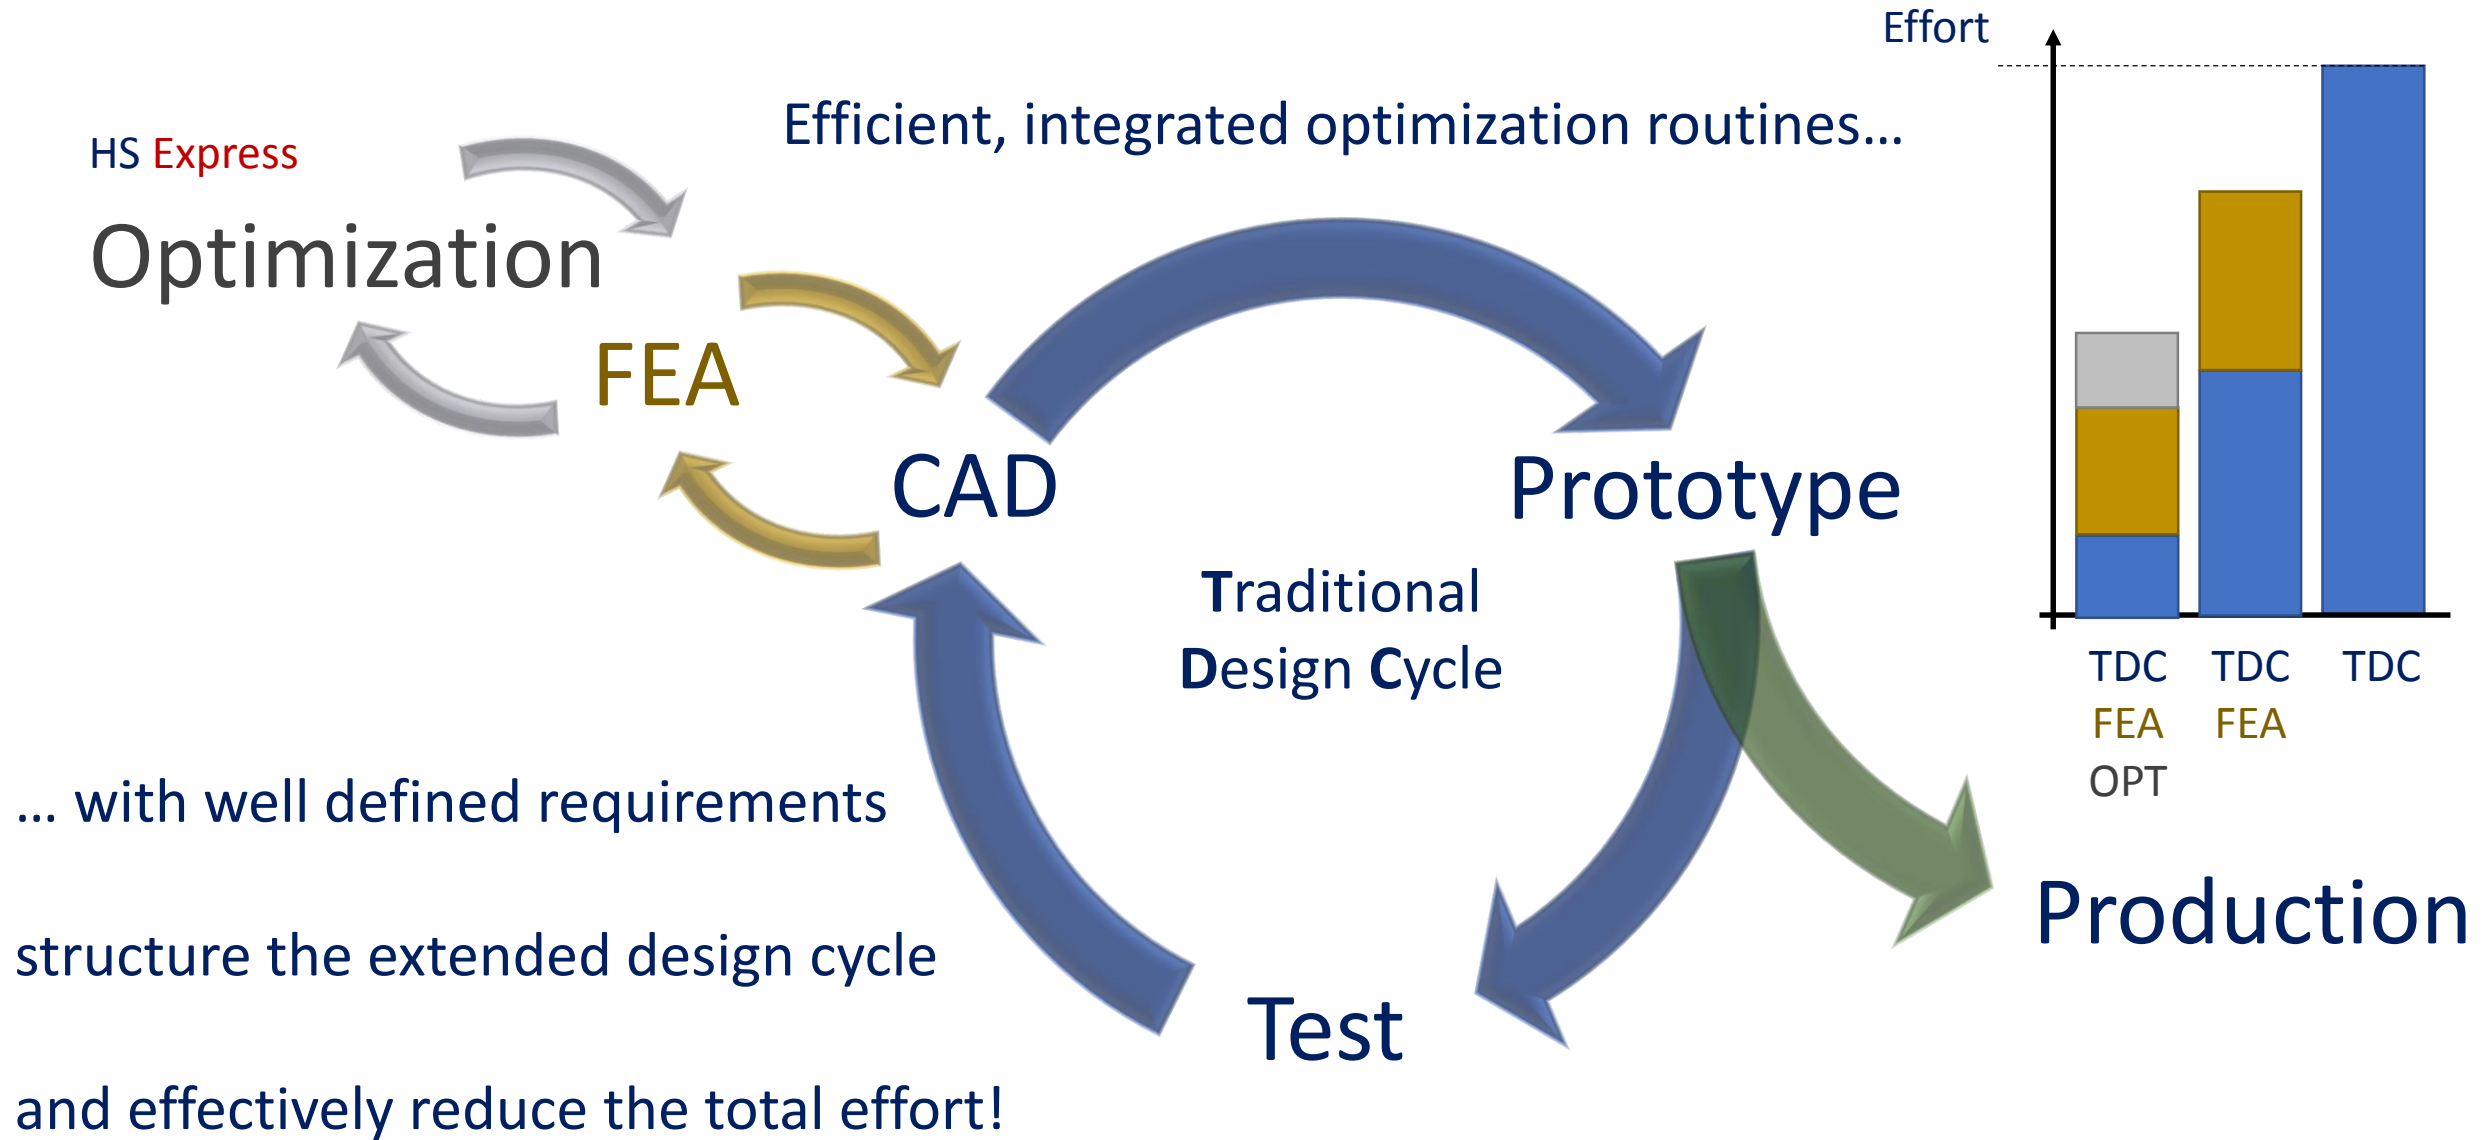 Effort
Efficient, integrated optimization routines...
HS Express
Optimization
FEA
CAD
Prototype
Traditional
Design Cycle
TDC TDC TDC
FEA FEA
OPT
... with well defined requirements
Production
structure the extended design cycle
Test
and effectively reduce the total effort!